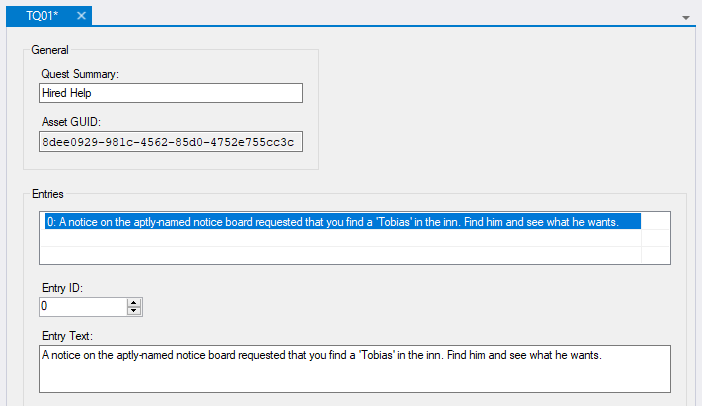 TQ01*
General
Quest Summary:
Hired Help
Asset GUID:
8dee0929-981c-4562-85d0-4752e755cc3c
Entries
0: A notice on the aptly-named notice board requested that you find a 'Tobias' in the inn. Find him and see what he wants.
Entry ID:
0
Entry Text:
A notice on the aptly-named notice board requested that you find a 'Tobias' in the inn. Find him and see what he wants.